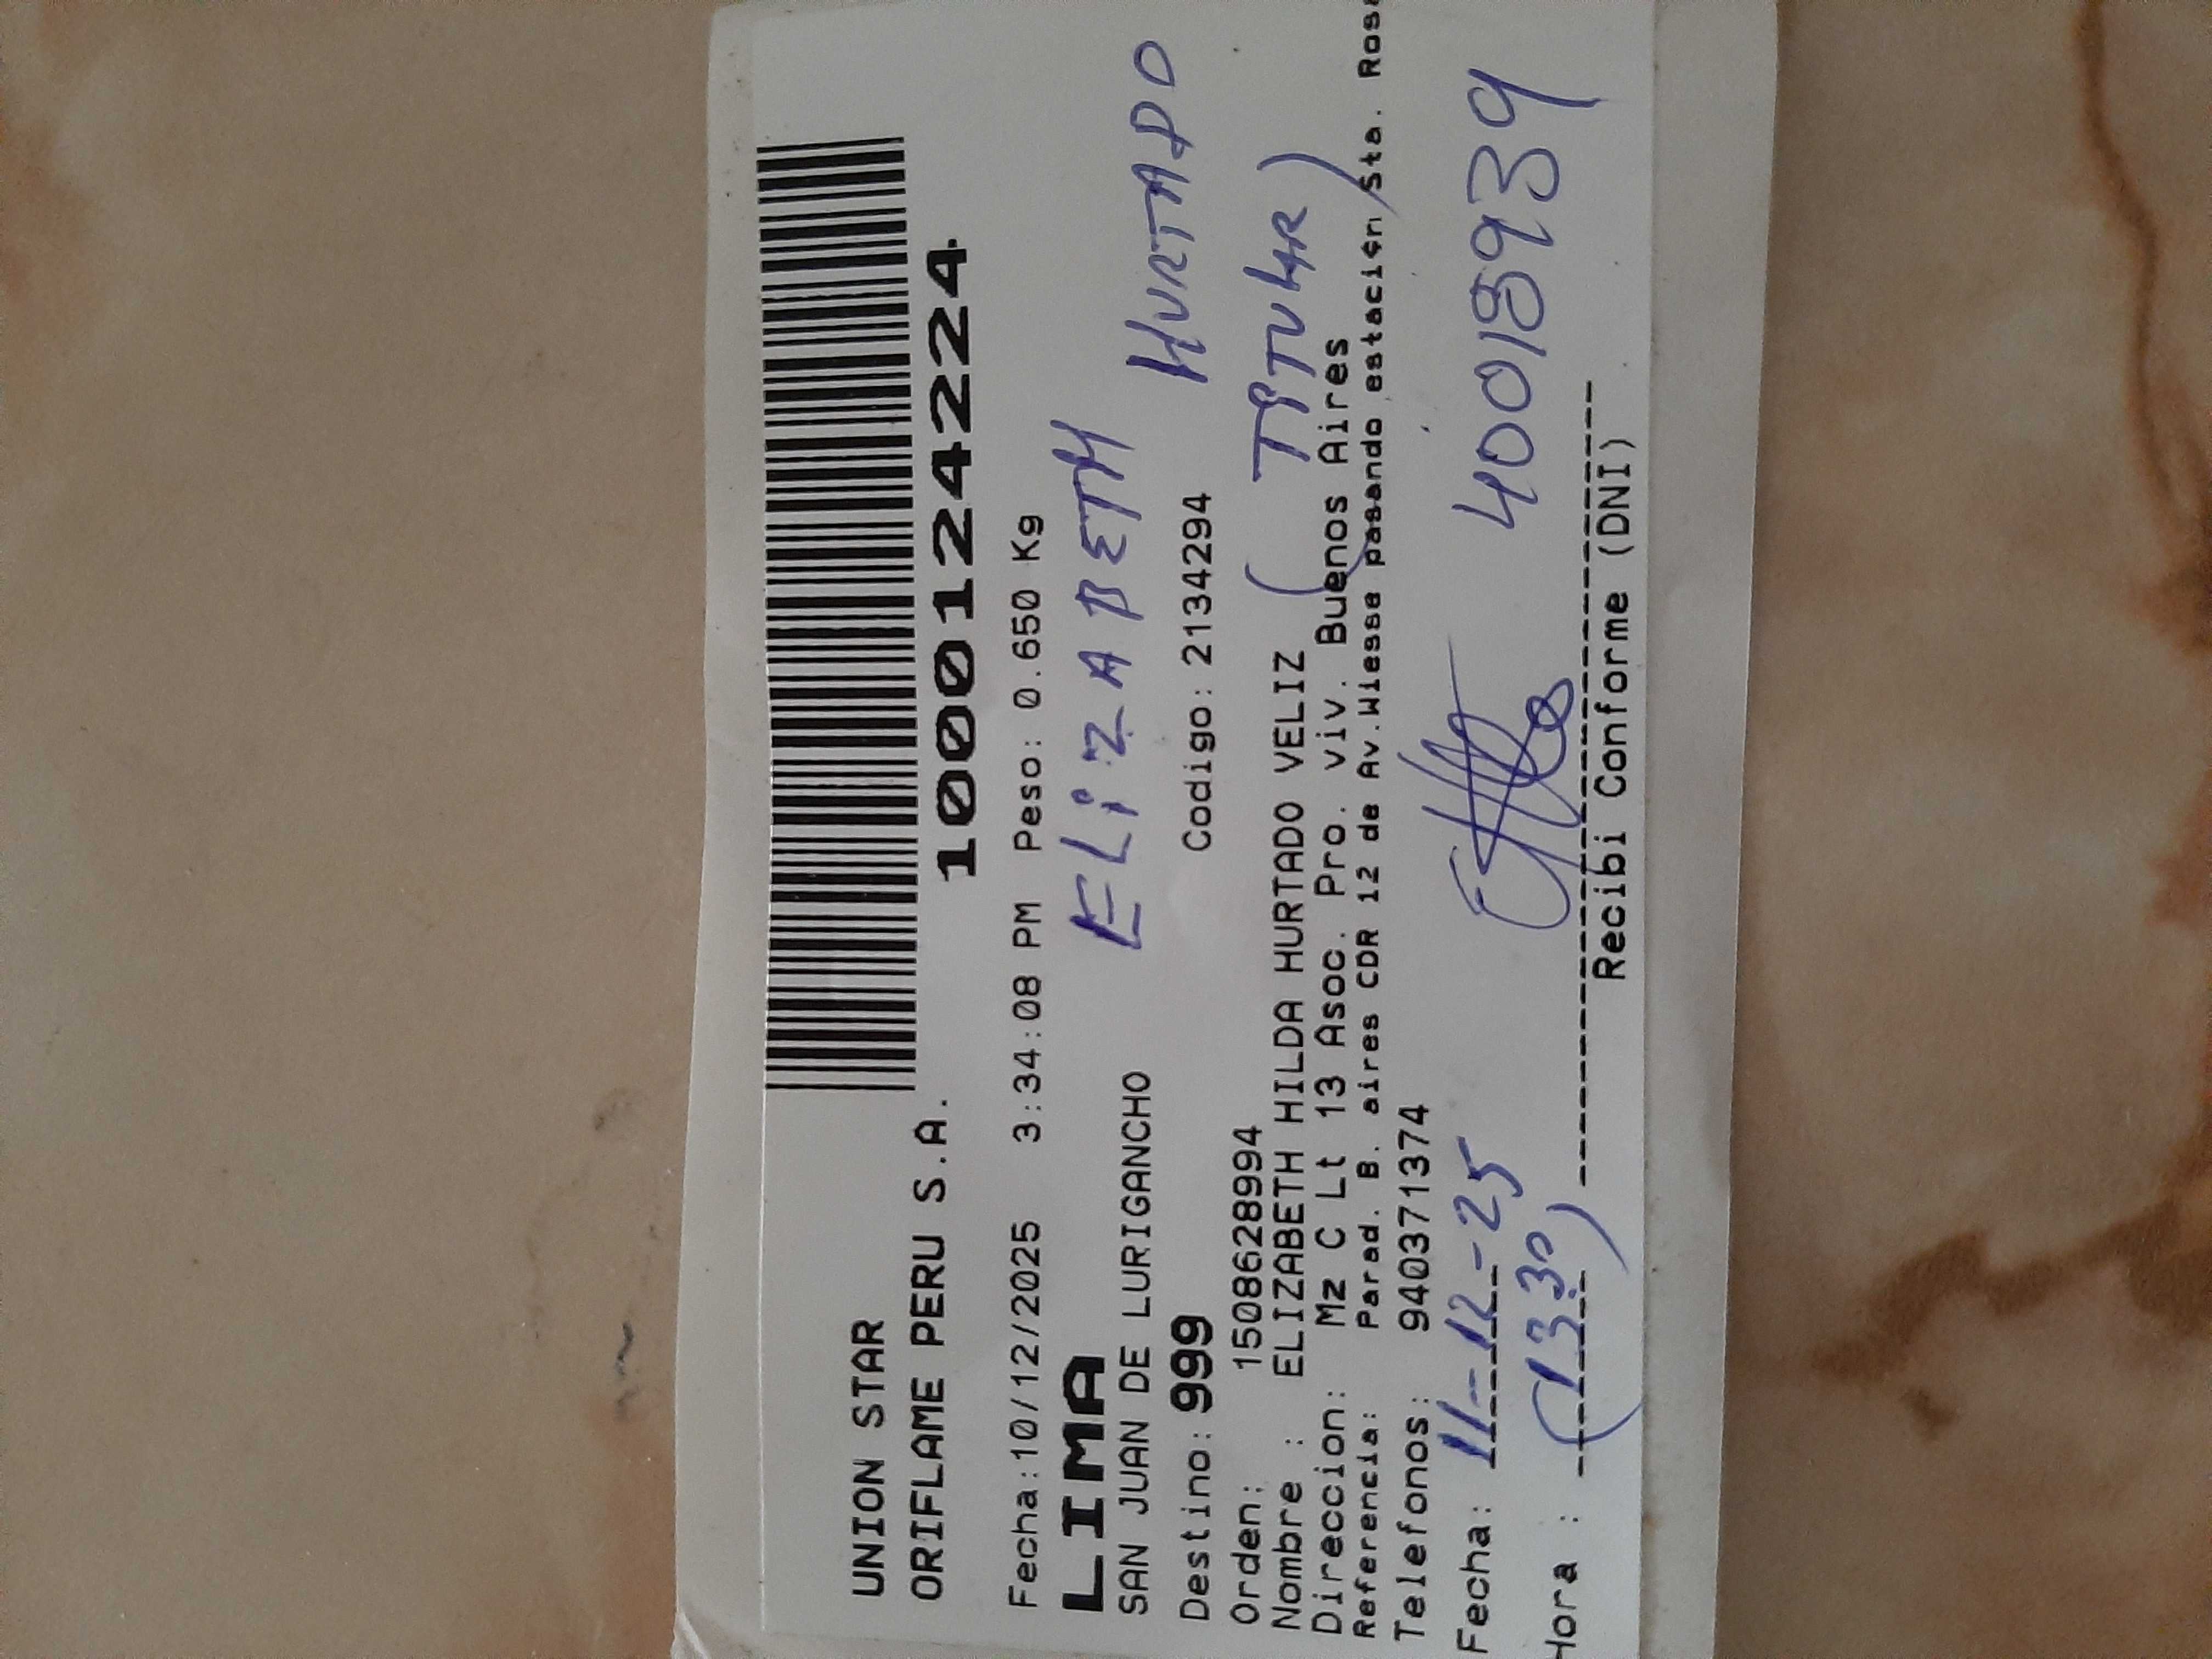 UNION STAR
ORIFLAME PERU S.A.
1000124224
Fecha:10/12/2025 3:34:08 PM Peso: 0.650 Kg
LIMA
ELiZABETH HURTADO
SAN JUAN DE LURIGANCHO
Destino: 999 Codigo: 2134294
Orden: 1508628994
(TITULAR)
Nombre : ELIZABETH HILDA HURTADO VELIZ
Direccion: Mz C Lt 13 Asoc. Pro. viv. Buenos Aires
Referencia: Parad. B. aires CDR 12 de Av.Wiesse pasando estación Sta. Rosa
Telefonos: 940371374
Fecha: 11-12-25 40018939
Hora : (13:30)
Recibi Conforme (DNI)